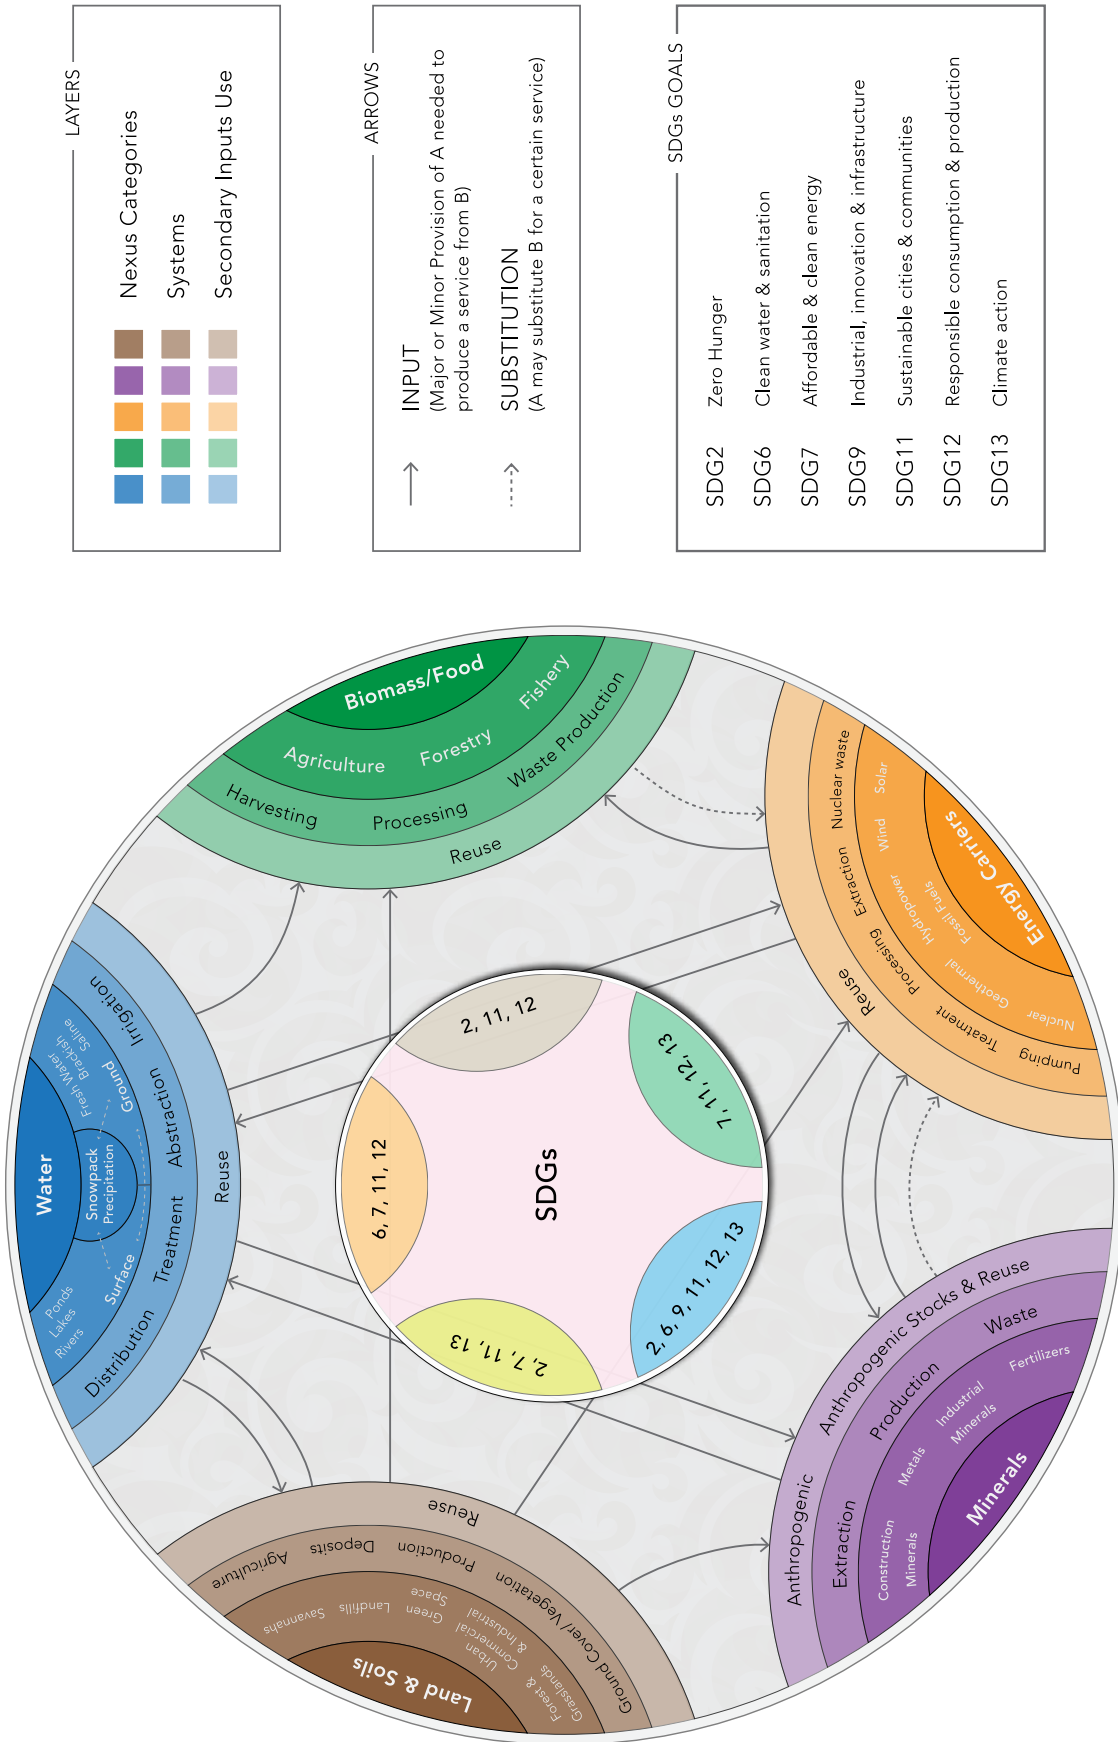 Water
Snowpack
Precipitation
Ponds
Lakes
Rivers
Surface
Fresh Water
Brackish
Saline
Ground
Distribution
Treatment
Abstraction
Irrigation
Reuse
Biomass/Food
Agriculture
Forestry
Fishery
Harvesting
Processing
Waste Production
Reuse
Energy Carriers
Nuclear
Geothermal
Fossil Fuels
Hydropower
Wind
Solar
Pumping
Treatment
Processing
Extraction
Nuclear waste
Reuse
Minerals
Construction
Minerals
Metals
Industrial
Minerals
Fertilizers
Extraction
Production
Waste
Anthropogenic
Anthropogenic Stocks & Reuse
Land & Soils
Forest &
Grasslands
Urban
Commercial
& Industrial
Green
Space
Landfills
Savannahs
Ground Cover/Vegetation
Production
Deposits
Agriculture
Reuse
SDGs
6, 7, 11, 12
2, 11, 12
7, 11, 12, 13
2, 6, 9, 11, 12, 13
2, 7, 11, 13
LAYERS
Nexus Categories
Systems
Secondary Inputs Use
ARROWS
INPUT
(Major or Minor Provision of A needed to
produce a service from B)
SUBSTITUTION
(A may substitute B for a certain service)
SDGs GOALS
SDG2 Zero Hunger
SDG6 Clean water & sanitation
SDG7 Affordable & clean energy
SDG9 Industrial, innovation & infrastructure
SDG11 Sustainable cities & communities
SDG12 Responsible consumption & production
SDG13 Climate action